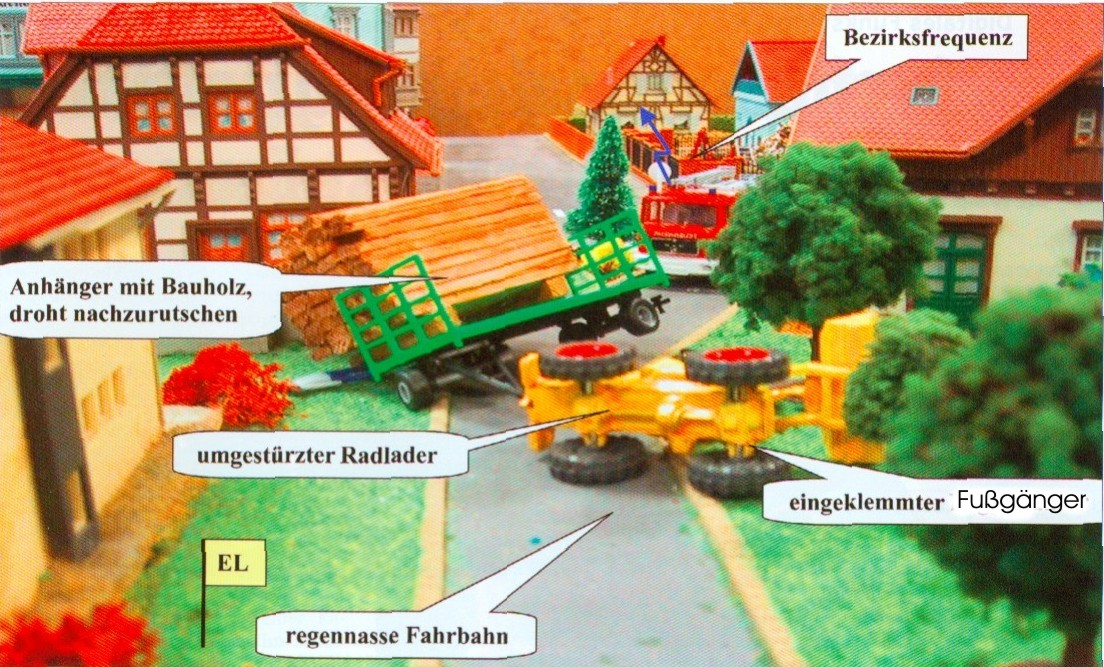 Bezirksfrequenz
Anhänger mit Bauholz,
droht nachzurutschen
umgestürzter Radlader
eingeklemmter Fußgänger
EL
regennasse Fahrbahn